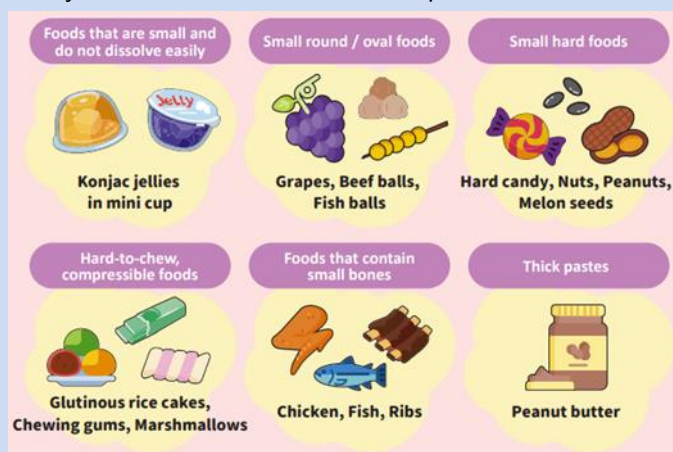 Foods that are small and
do not dissolve easily
Jelly
Konjac jellies
in mini cup
Small round / oval foods
Grapes, Beef balls,
Fish balls
Small hard foods
Hard candy, Nuts, Peanuts,
Melon seeds
Hard-to-chew,
compressible foods
Glutinous rice cakes,
Chewing gums, Marshmallows
Foods that contain
small bones
Chicken, Fish, Ribs
Thick pastes
Peanut butter